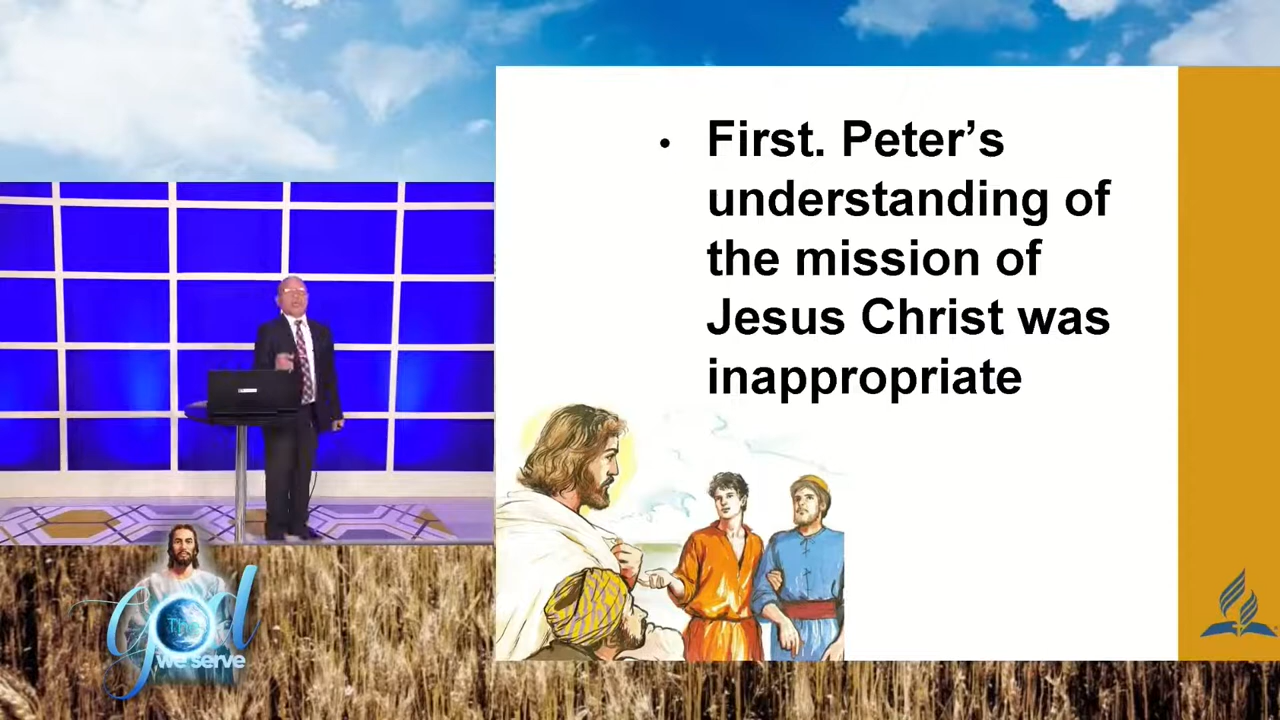 • First. Peter’s
understanding of
the mission of
Jesus Christ was
inappropriate
The
God
we serve